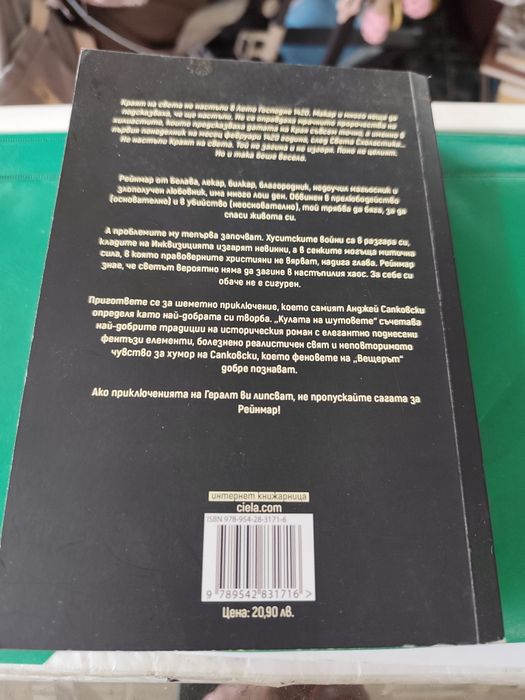 Краят на света не настъпи в Лето Господне 1420. Макар и много неща да
подсказваха, че ще настъпи. Не се оправдаха мрачните пророчества на
хилиастите, които предсказваха датата на Края съвсем точно, а именно в
първия понеделник на месец февруари 1420 година, след Света Схоластика...
Не настъпи Краят на света. Той не загина и не изгоря. Поне не целият.
Но и така беше весело.
Рейнмар от Белава, лекар, билкар, благородник, недоучил магьосник и
злополучен любовник, има много лош ден. Обвинен в прелюбодейство
(основателно) и в убийство (неоснователно), той трябва да бяга, за да
спаси живота си.
А проблемите му тепърва започват. Хуситските войни са в разгара си,
кладите на Инквизицията изгарят невинни, а в сенките могъща митична
сила, в която правоверните християни не вярват, надига глава. Рейнмар
знае, че светът вероятно няма да загине в настъпилия хаос. За себе си
обаче не е сигурен.
Пригответе се за шеметно приключение, което самият Анджей Сапковски
определя като най-добрата си творба. „Кулата на шутовете“ съчетава
най-добрите традиции на историческия роман с елегантно поднесени
фентъзи елементи, болезнено реалистичен свят и неповторимото
чувство за хумор на Сапковски, което феновете на „Вещерът“
добре познават.
Ако приключенията на Гералт ви липсват, не пропускайте сагата за
Рейнмар!
интернет книжарница
ciela.com
ISBN 978-954-28-3171-6
9 789542 831716 >
Цена: 20,90 лв.